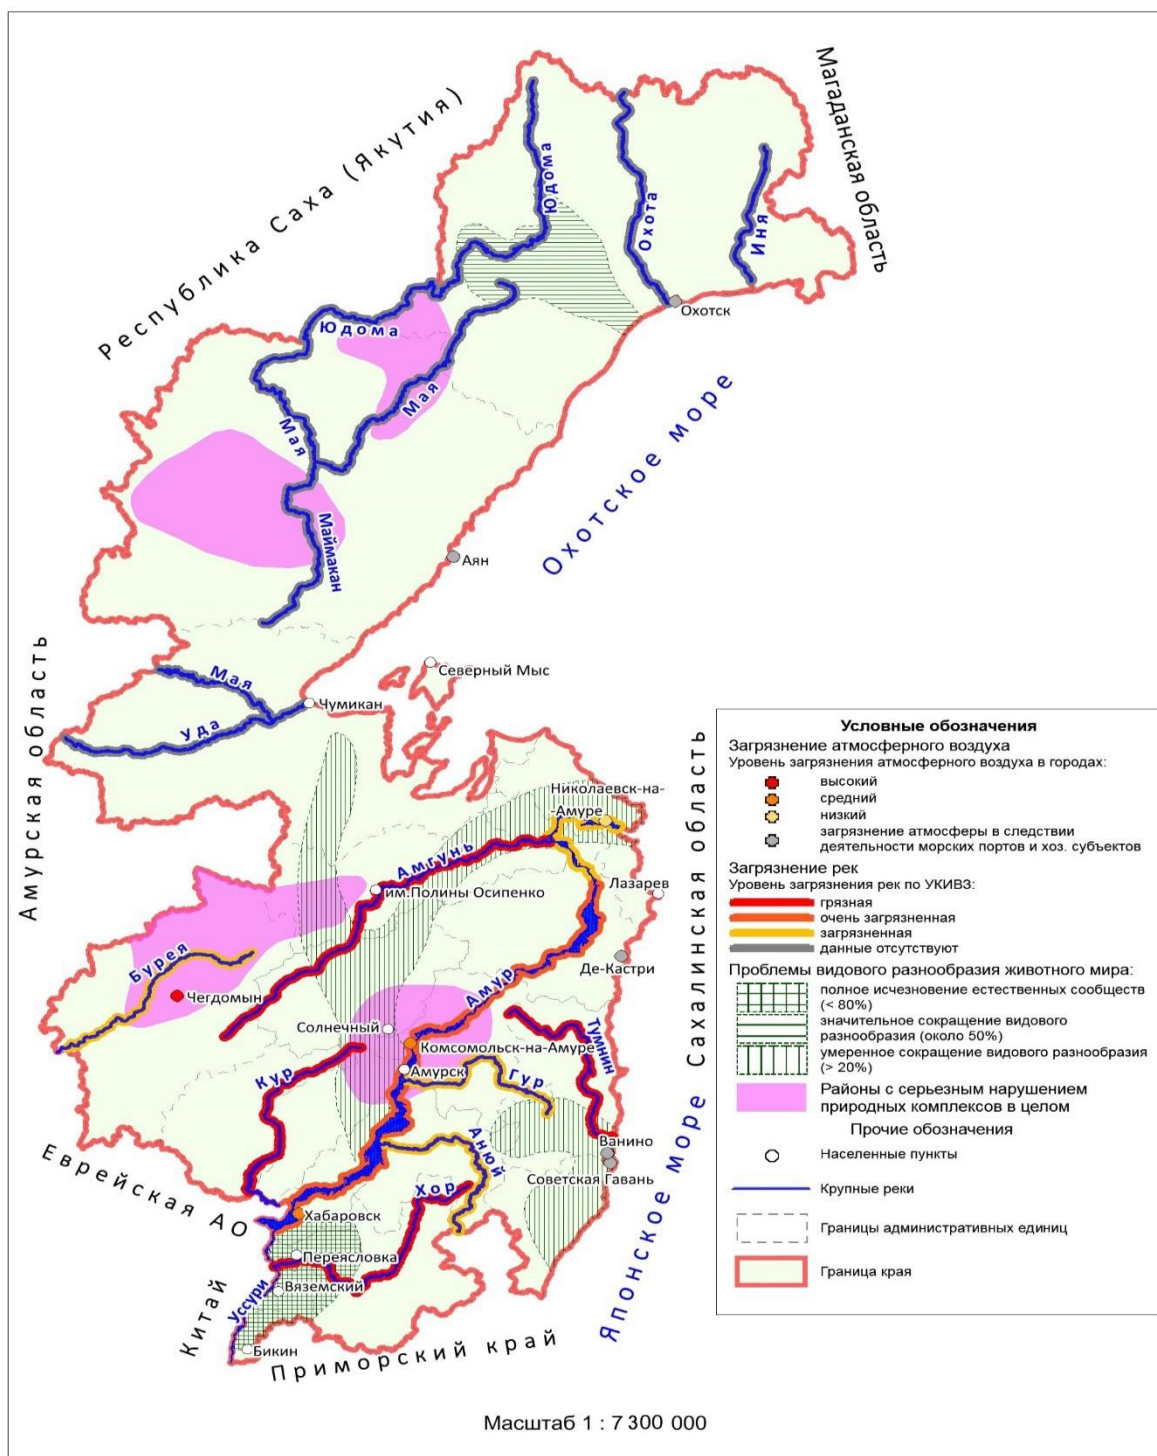 Республика Саха (Якутия)
Магаданская область
Юдома
Охота
Иня
Охотск
Юдома
Мая
Мая
Маймакан
Охотское море
Аян
Северный Мыс
Мая
Чумикан
Уда
Амурская область
Сахалинская область
Николаевск-на-
-Амуре
Амгунь
им.Полины Осипенко
Лазарев
Бурея
Де-Кастри
Амур
Чегдомын
Солнечный
Тумнин
Комсомольск-на-Амуре
Кур
Амурск
Гур
Ванино
Анюй
Советская Гавань
Хор
Еврейская АО
Хабаровск
Переясловка
Вяземский
Уссури
Китай
Бикин
Приморский край
Японское море
Условные обозначения
Загрязнение атмосферного воздуха
Уровень загрязнения атмосферного воздуха в городах:
высокий
средний
низкий
загрязнение атмосферы в следствии
деятельности морских портов и хоз. субъектов
Загрязнение рек
Уровень загрязнения рек по УКИВЗ:
грязная
очень загрязненная
загрязненная
данные отсутствуют
Проблемы видового разнообразия животного мира:
полное исчезновение естественных сообществ
(< 80%)
значительное сокращение видового
разнообразия (около 50%)
умеренное сокращение видового разнообразия
(> 20%)
Районы с серьезным нарушением
природных комплексов в целом
Прочие обозначения
Населенные пункты
Крупные реки
Границы административных единиц
Граница края
Масштаб 1 : 7 300 000